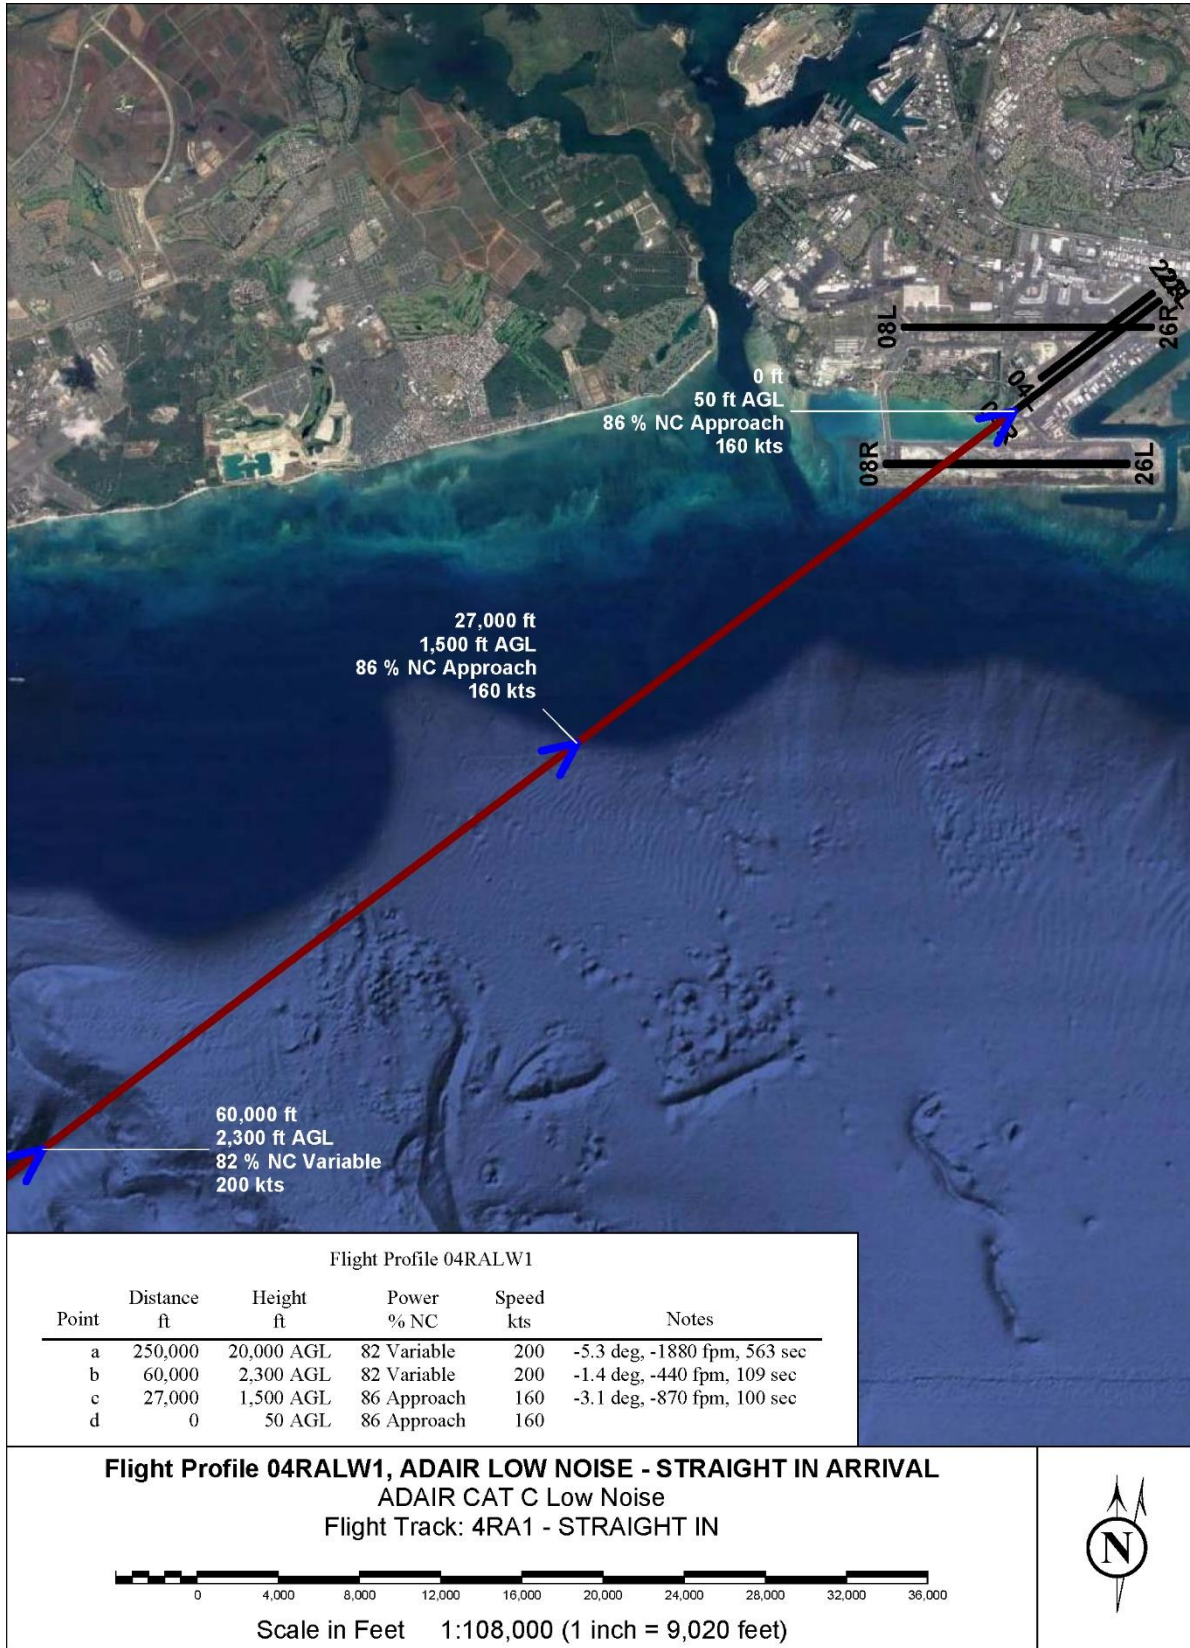 22L
08L
26R
04L
0 ft
50 ft AGL
86 % NC Approach
160 kts
08R
26L
27,000 ft
1,500 ft AGL
86 % NC Approach
160 kts
60,000 ft
2,300 ft AGL
82 % NC Variable
200 kts
Flight Profile 04RALW1
Point Distance ft Height ft Power % NC Speed kts Notes
a 250,000 20,000 AGL 82 Variable 200 -5.3 deg, -1880 fpm, 563 sec
b 60,000 2,300 AGL 82 Variable 200 -1.4 deg, -440 fpm, 109 sec
c 27,000 1,500 AGL 86 Approach 160 -3.1 deg, -870 fpm, 100 sec
d 0 50 AGL 86 Approach 160
Flight Profile 04RALW1, ADAIR LOW NOISE - STRAIGHT IN ARRIVAL
ADAIR CAT C Low Noise
Flight Track: 4RA1 - STRAIGHT IN
N
0 4,000 8,000 12,000 16,000 20,000 24,000 28,000 32,000 36,000
Scale in Feet 1:108,000 (1 inch = 9,020 feet)